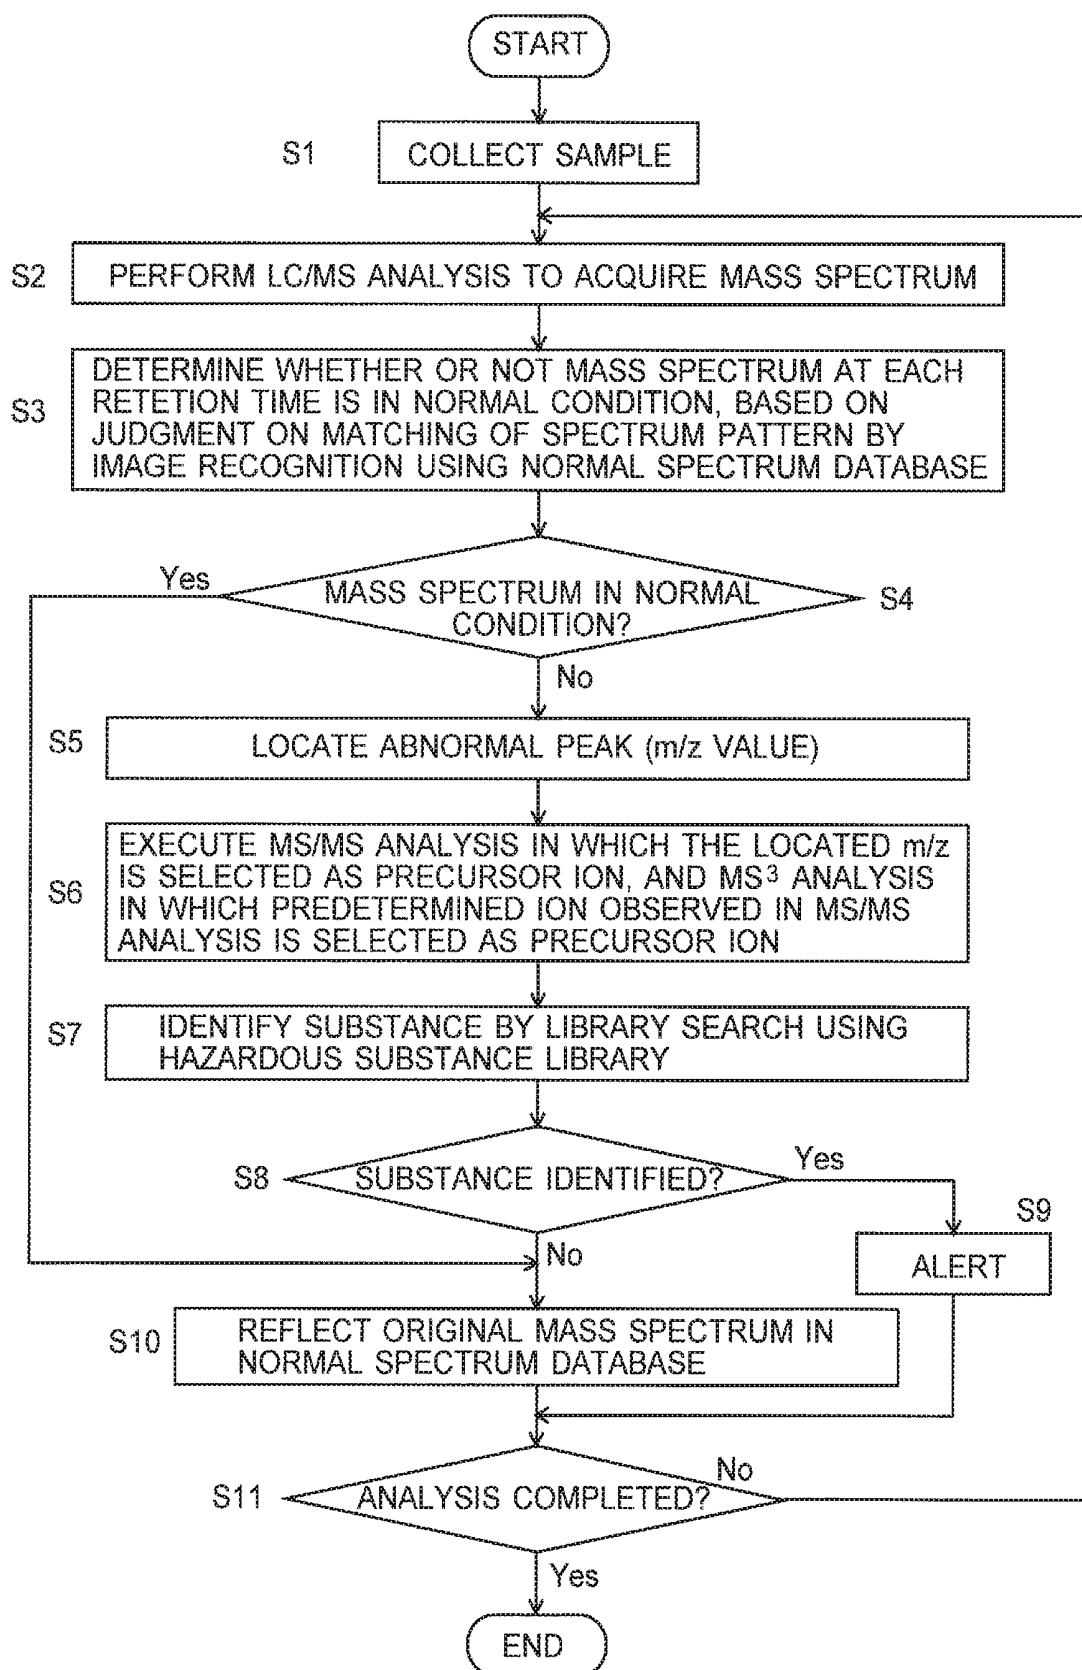 START
S1
COLLECT SAMPLE
S2
PERFORM LC/MS ANALYSIS TO ACQUIRE MASS SPECTRUM
S3
DETERMINE WHETHER OR NOT MASS SPECTRUM AT EACH
RETETION TIME IS IN NORMAL CONDITION, BASED ON
JUDGMENT ON MATCHING OF SPECTRUM PATTERN BY
IMAGE RECOGNITION USING NORMAL SPECTRUM DATABASE
Yes
MASS SPECTRUM IN NORMAL
CONDITION?
S4
No
S5
LOCATE ABNORMAL PEAK (m/z VALUE)
S6
EXECUTE MS/MS ANALYSIS IN WHICH THE LOCATED m/z
IS SELECTED AS PRECURSOR ION, AND MS³ ANALYSIS
IN WHICH PREDETERMINED ION OBSERVED IN MS/MS
ANALYSIS IS SELECTED AS PRECURSOR ION
S7
IDENTIFY SUBSTANCE BY LIBRARY SEARCH USING
HAZARDOUS SUBSTANCE LIBRARY
S8
SUBSTANCE IDENTIFIED?
Yes
S9
ALERT
No
S10
REFLECT ORIGINAL MASS SPECTRUM IN
NORMAL SPECTRUM DATABASE
S11
ANALYSIS COMPLETED?
No
Yes
END